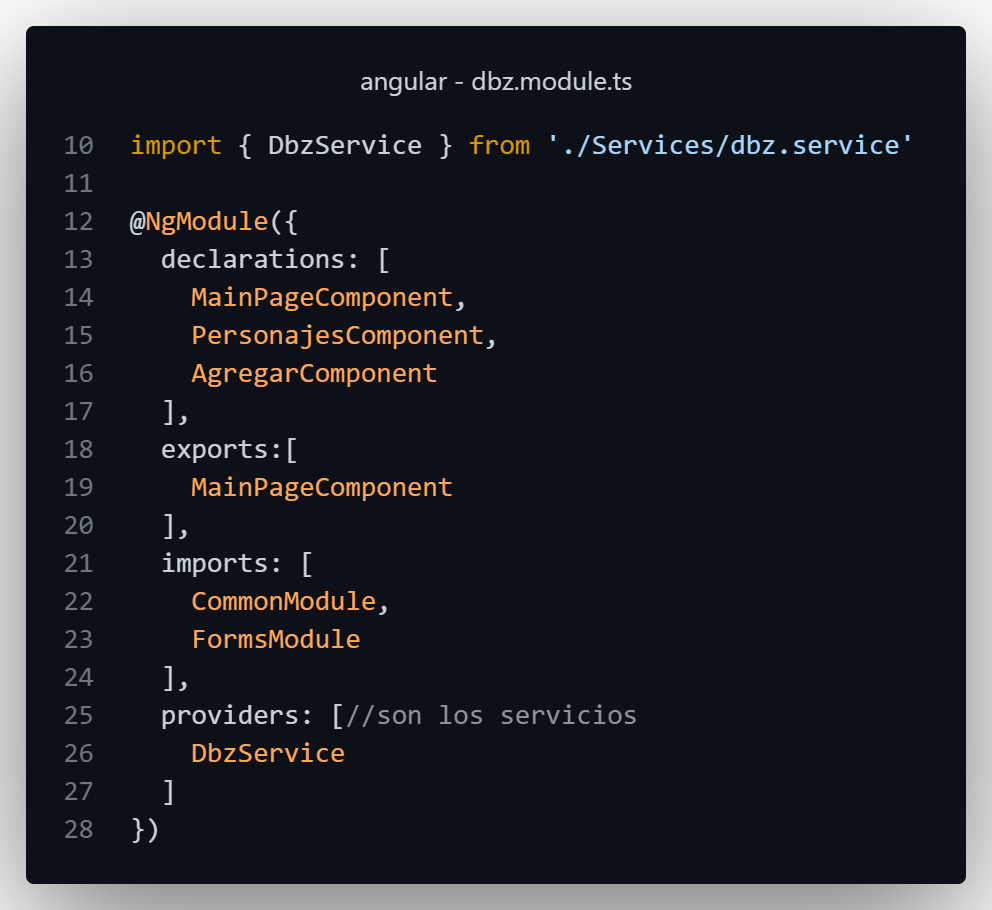 angular - dbz.module.ts
10 import { DbzService } from './Services/dbz.service'
11
12 @NgModule({
13   declarations: [
14     MainPageComponent,
15     PersonajesComponent,
16     AgregarComponent
17   ],
18   exports:[
19     MainPageComponent
20   ],
21   imports: [
22     CommonModule,
23     FormsModule
24   ],
25   providers: [//son los servicios
26     DbzService
27   ]
28 })